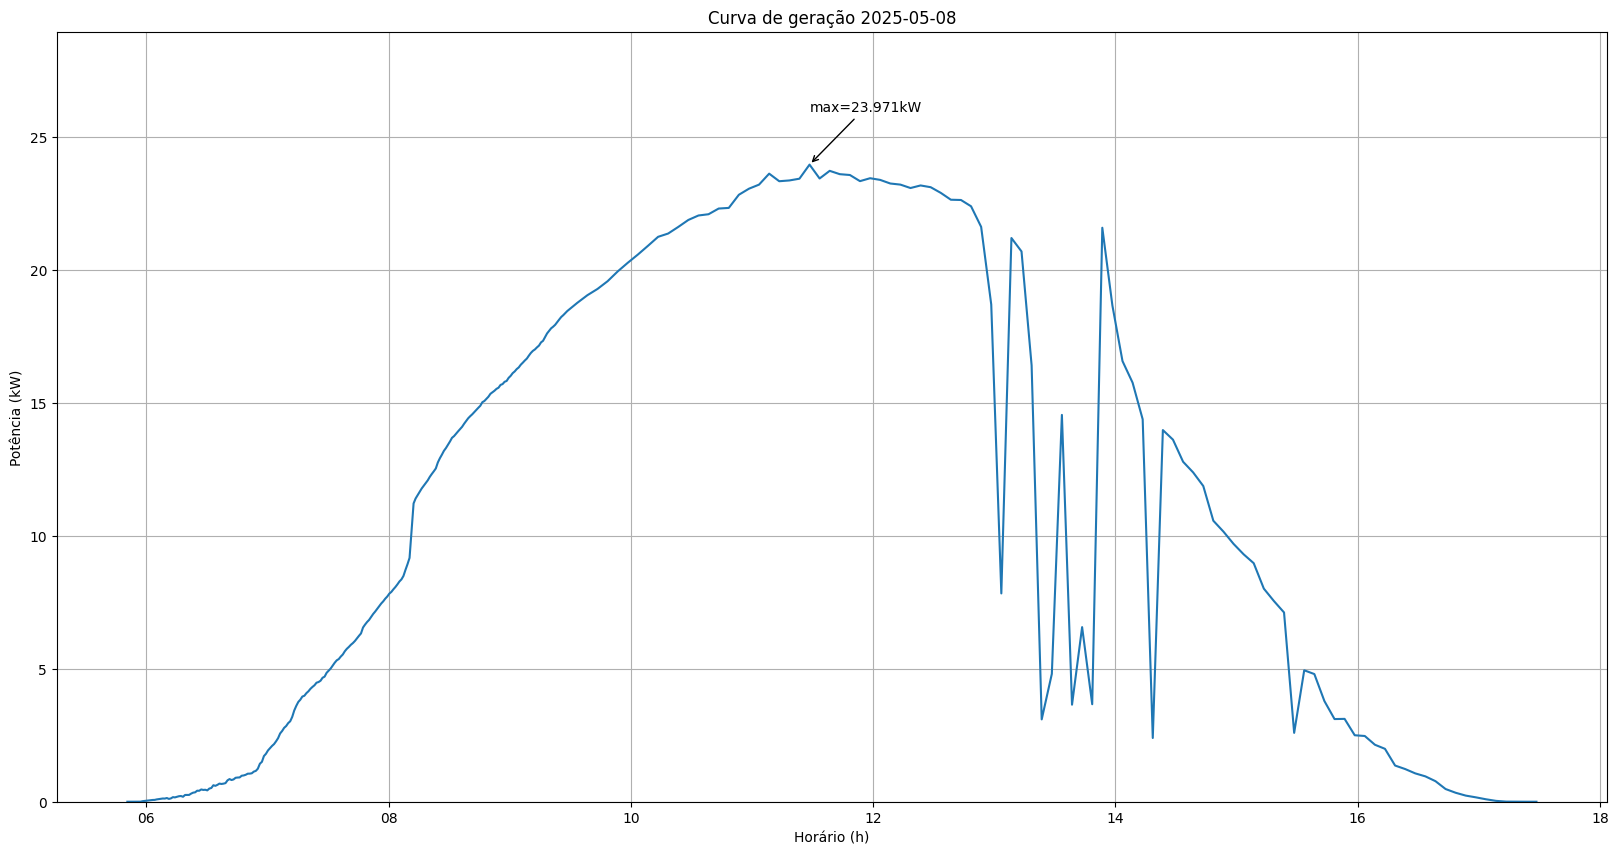 Curva de geração 2025-05-08
max=23.971kW
25
20
15
10
5
0
Potência (kW)
06 08 10 12 14 16 18
Horário (h)